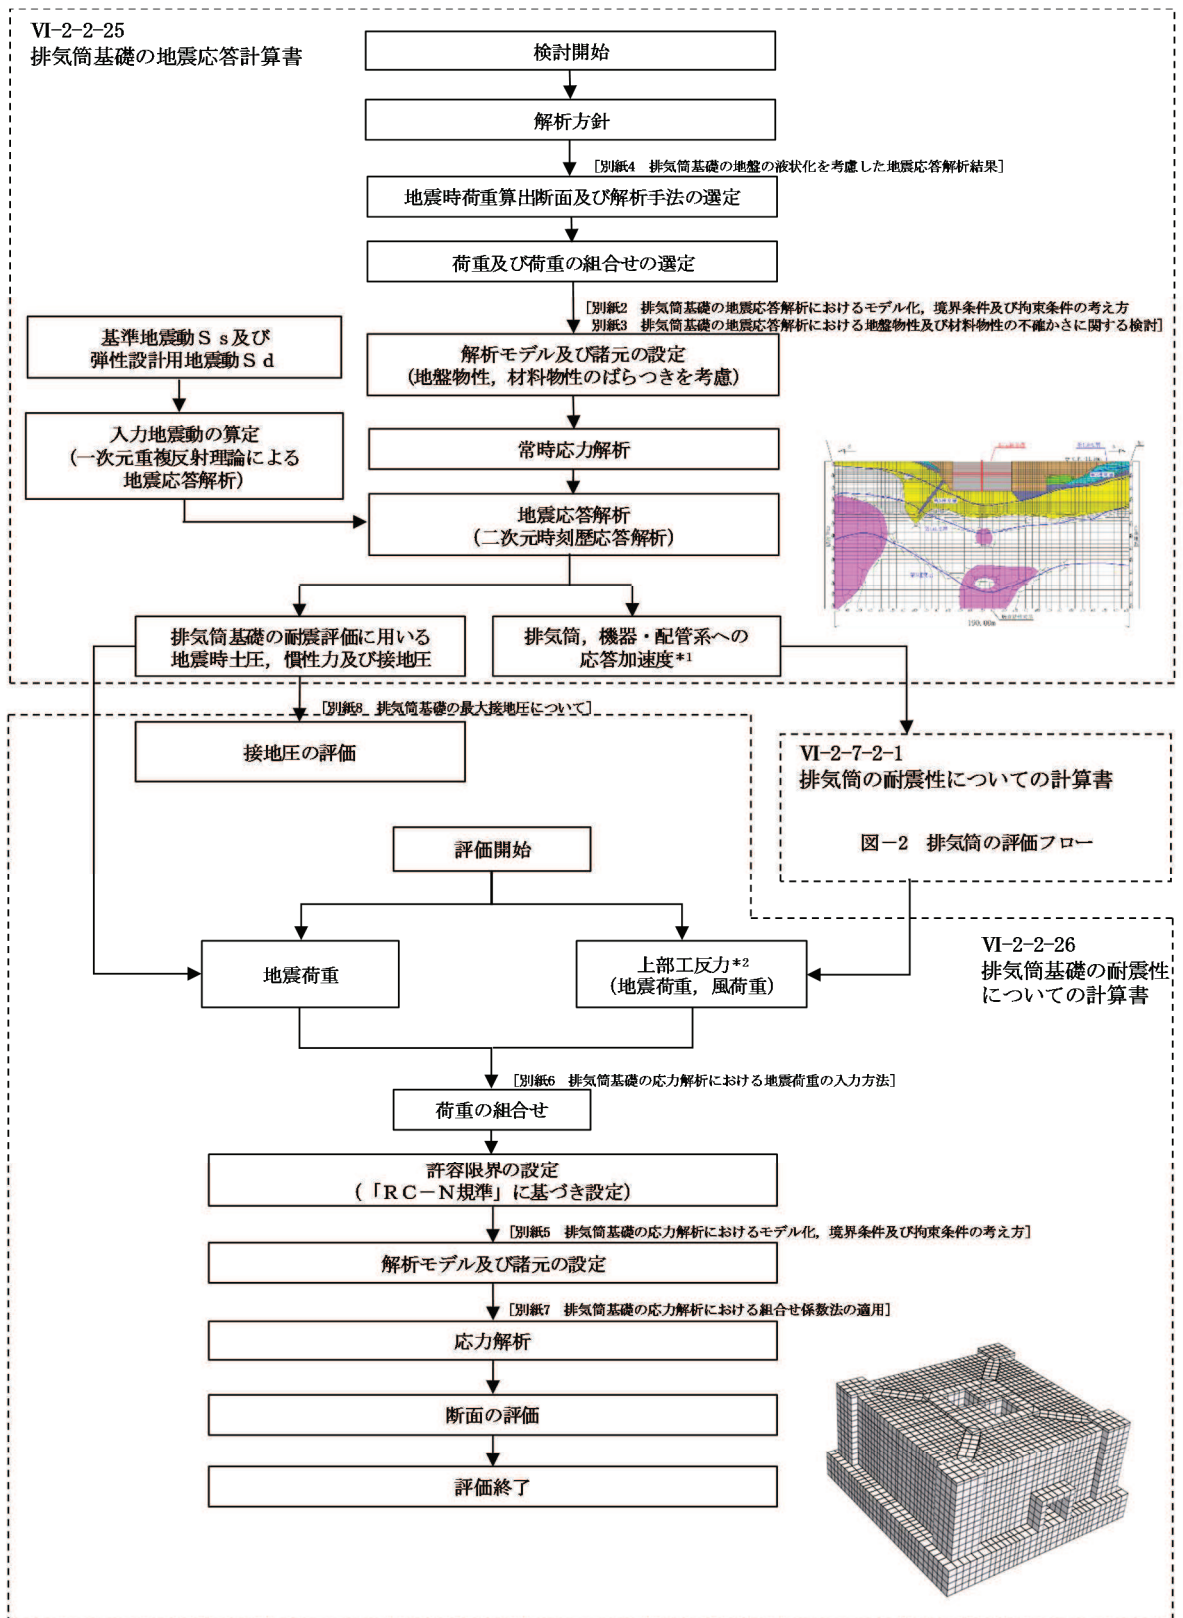 Ⅵ-2-2-25
排気筒基礎の地震応答計算書
検討開始
解析方針
[別紙4　排気筒基礎の地盤の液状化を考慮した地震応答解析結果]
地震時荷重算出断面及び解析手法の選定
荷重及び荷重の組合せの選定
[別紙2　排気筒基礎の地震応答解析におけるモデル化，境界条件及び拘束条件の考え方
別紙3　排気筒基礎の地震応答解析における地盤物性及び材料物性の不確かさに関する検討]
基準地震動Ｓｓ及び
弾性設計用地震動Ｓｄ
解析モデル及び諸元の設定
(地盤物性，材料物性のばらつきを考慮)
入力地震動の算定
(一次元重複反射理論による
地震応答解析)
常時応力解析
地震応答解析
(二次元時刻歴応答解析)
190.00m
排気筒基礎の耐震評価に用いる
地震時土圧，慣性力及び接地圧
排気筒，機器・配管系への
応答加速度*1
[別紙8　排気筒基礎の最大接地圧について]
接地圧の評価
Ⅵ-2-7-2-1
排気筒の耐震性についての計算書
図－2　排気筒の評価フロー
評価開始
地震荷重
上部工反力*2
(地震荷重，風荷重)
Ⅵ-2-2-26
排気筒基礎の耐震性
についての計算書
[別紙6　排気筒基礎の応力解析における地震荷重の入力方法]
荷重の組合せ
許容限界の設定
(「ＲＣ－Ｎ規準」に基づき設定)
[別紙5　排気筒基礎の応力解析におけるモデル化，境界条件及び拘束条件の考え方]
解析モデル及び諸元の設定
[別紙7　排気筒基礎の応力解析における組合せ係数法の適用]
応力解析
断面の評価
評価終了